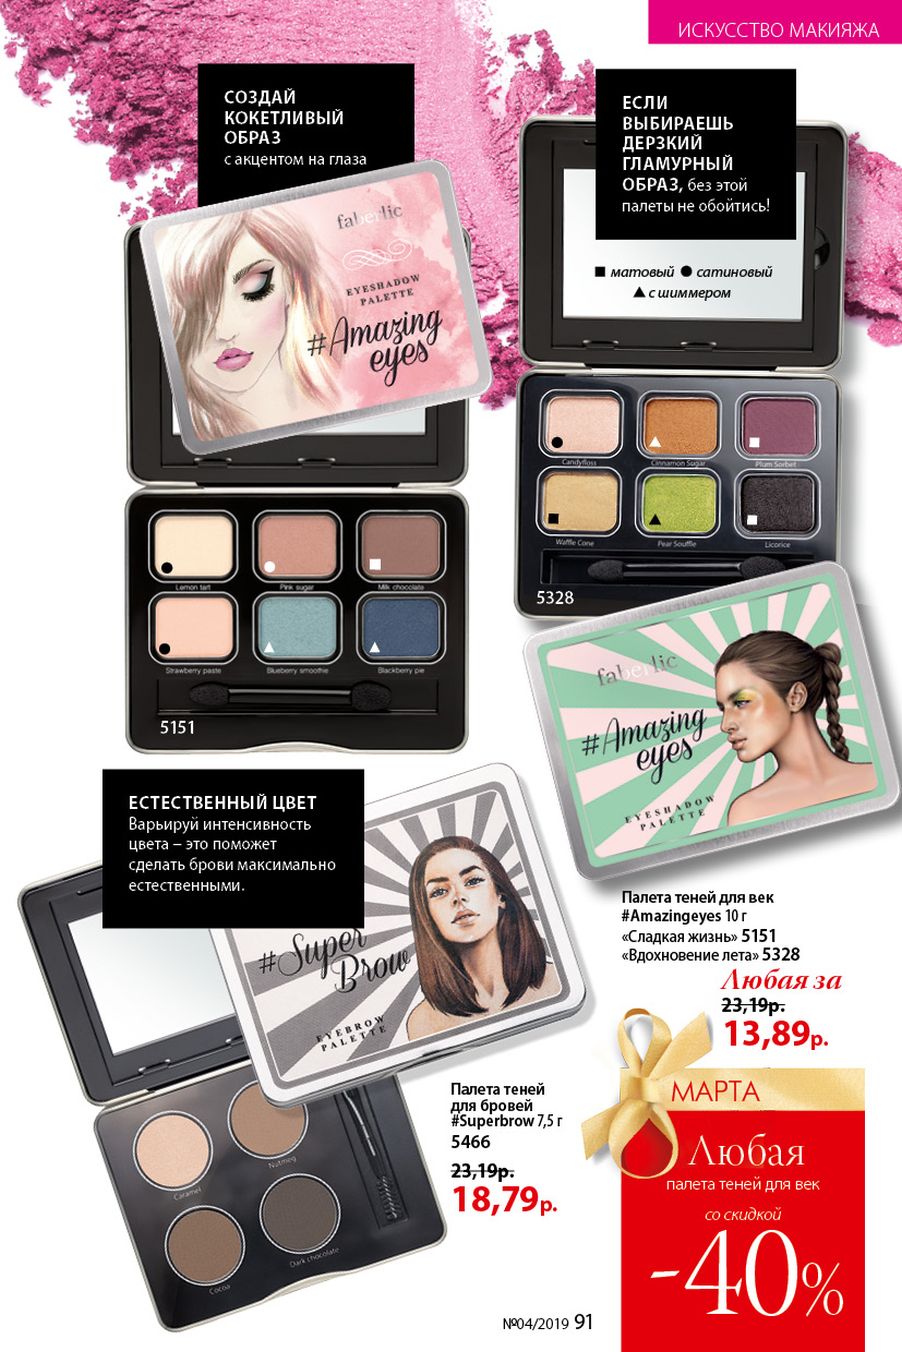 ИСКУССТВО МАКИЯЖА
СОЗДАЙ
КОКЕТЛИВЫЙ
ОБРАЗ
с акцентом на глаза
faberlic
EYESHADOW
PALETTE
#Amazing
eyes
ЕСЛИ
ВЫБИРАЕШЬ
ДЕРЗКИЙ
ГЛАМУРНЫЙ
ОБРАЗ, без этой
палеты не обойтись!
■ матовый ● сатиновый
▲ с шиммером
Candyfloss
Cinnamon Sugar
Plum Sorbet
Waffle Cone
Pear Souffle
Licorice
5328
Lemon tart
Pink sugar
Milk chocolate
Strawberry paste
Blueberry smoothie
Blackberry pie
5151
faberlic
#Amazing
eyes
EYESHADOW
PALETTE
ЕСТЕСТВЕННЫЙ ЦВЕТ
Варьируй интенсивность
цвета – это поможет
сделать брови максимально
естественными.
#Super
Brow
EYEBROW
PALETTE
Caramel
Nutmeg
Cocoa
Dark chocolate
Палета теней для век
#Amazingeyes 10 г
«Сладкая жизнь» 5151
«Вдохновение лета» 5328
Любая за
23,19р.
13,89р.
Палета теней
для бровей
#Superbrow 7,5 г
5466
23,19р.
18,79р.
МАРТА
Любая
палета теней для век
со скидкой
-40%
№04/2019 91